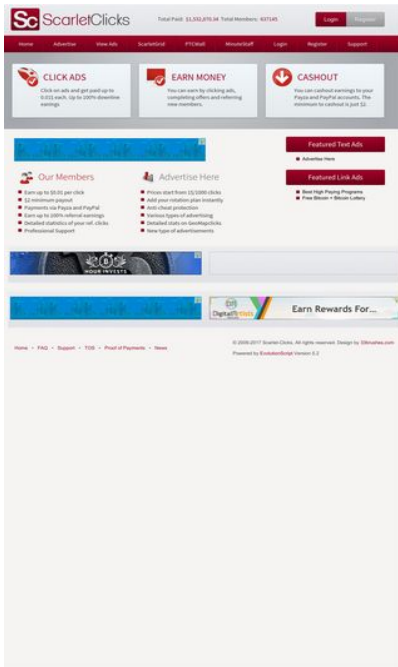 Sc ScarletClicks
Total Paid: $1,532,070.34 Total Members: 637145
Login
Register
Home Advertise View Ads ScarletGrid PTCWall MinuteStaff Login Register Support
CLICK ADS
Click on ads and get paid up to
0.01$ each. Up to 100% downline
earnings
EARN MONEY
You can earn by clicking ads,
completing offers and referring
new members.
CASHOUT
You can cashout earnings to your
Payza and PayPal accounts. The
minimum to cashout is just $2.
Our Members
Earn up to $0.01 per click
$2 minimum payout
Payments via Payza and PayPal
Earn up to 100% referral earnings
Detailed statistics of your ref. clicks
Professional Support
Advertise Here
Prices start from 1$/1000 clicks
Add your rotation plan instantly
Anti-cheat protection
Various types of advertising
Detailed stats on GeoMapclicks
New type of advertisements
Featured Text Ads
Advertise Here
Featured Link Ads
Best High Paying Programs
Free Bitcoin + Bitcoin Lottery
HOUR INVESTS
DigitalArtists
Earn Rewards For...
Home - FAQ - Support - TOS - Proof of Payments - News
© 2009-2017 Scarlet-Clicks. All rights reserved. Design by
Powered by EvolutionScript Version 5.2